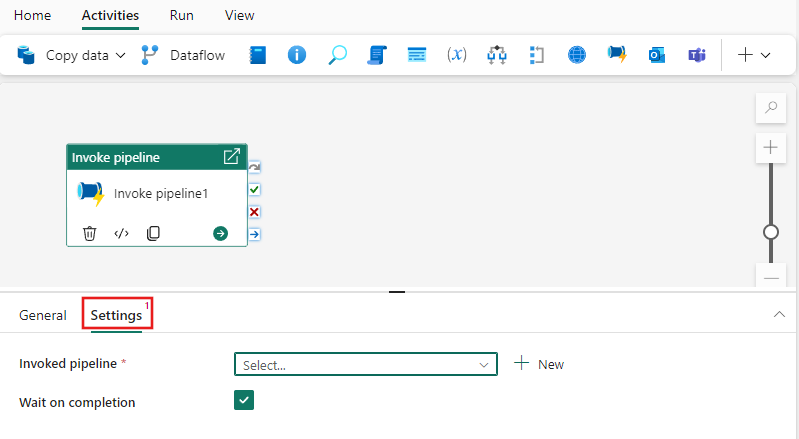 Home Activities Run View
Copy data Dataflow (x)
Invoke pipeline
Invoke pipeline1
</>
General Settings 1
Invoked pipeline * Select... New
Wait on completion